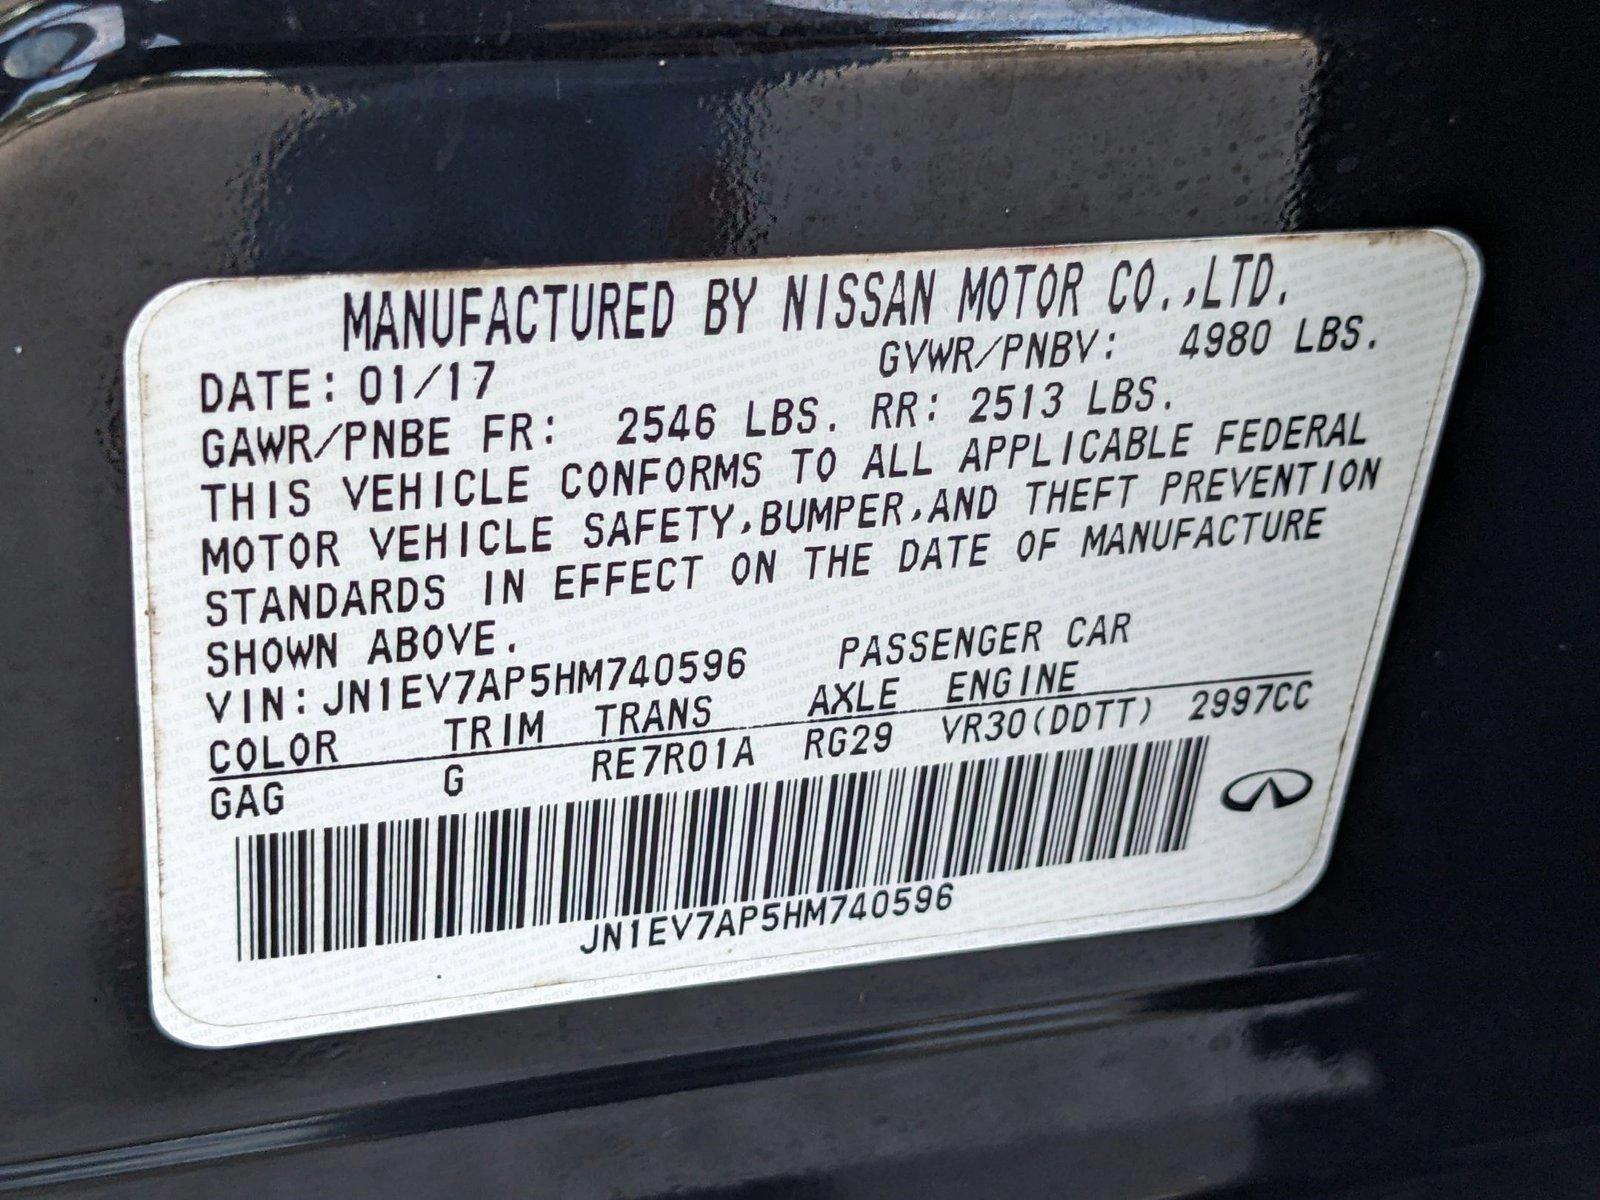 MANUFACTURED BY NISSAN MOTOR CO.,LTD.
DATE: 01/17 GVWR/PNBV: 4980 LBS.
GAWR/PNBE FR: 2546 LBS. RR: 2513 LBS.
THIS VEHICLE CONFORMS TO ALL APPLICABLE FEDERAL
MOTOR VEHICLE SAFETY,BUMPER,AND THEFT PREVENTION
STANDARDS IN EFFECT ON THE DATE OF MANUFACTURE
SHOWN ABOVE.
VIN: JN1EV7AP5HM740596 PASSENGER CAR
COLOR TRIM TRANS AXLE ENGINE
GAG G RE7R01A RG29 VR30(DDTT) 2997CC
JN1EV7AP5HM740596